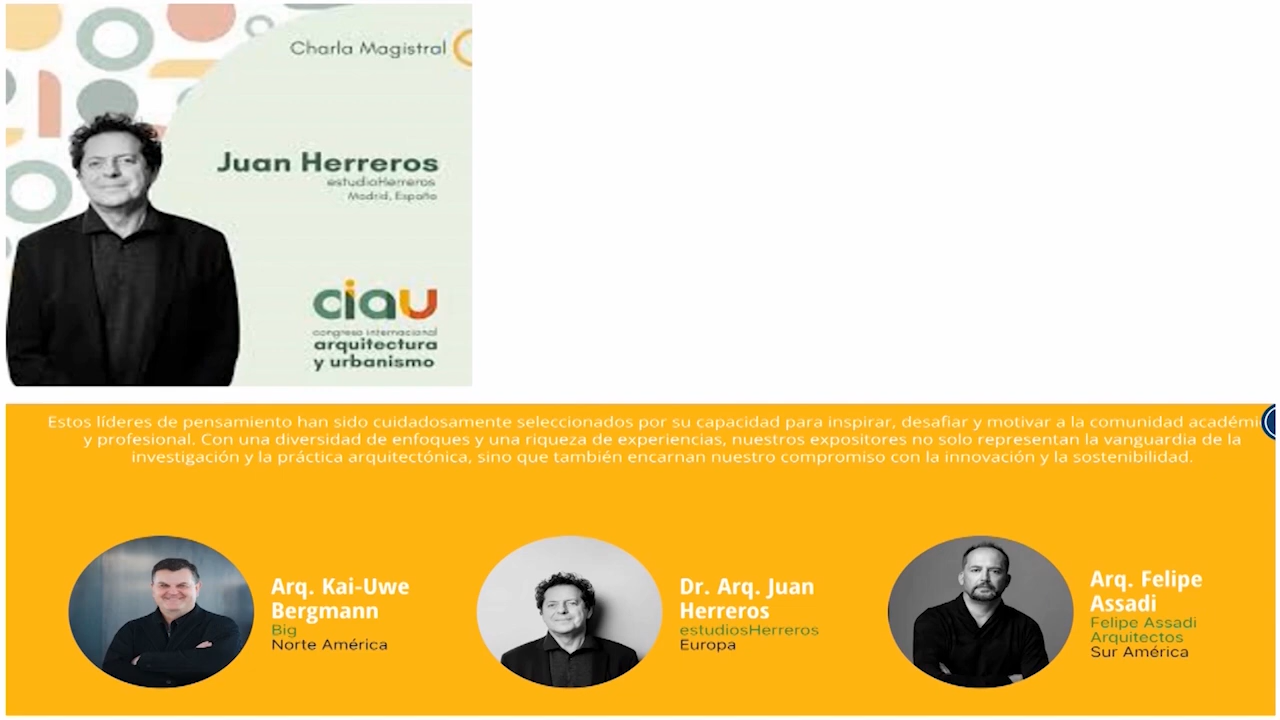 Charla Magistral
Juan Herreros
estudioHerreros
Madrid, España
ciau
congreso internacional
arquitectura
y urbanismo
Estos líderes de pensamiento han sido cuidadosamente seleccionados por su capacidad para inspirar, desafiar y motivar a la comunidad académi
y profesional. Con una diversidad de enfoques y una riqueza de experiencias, nuestros expositores no solo representan la vanguardia de la
investigación y la práctica arquitectónica, sino que también encarnan nuestro compromiso con la innovación y la sostenibilidad.
Arq. Kai-Uwe
Bergmann
Big
Norte América
Dr. Arq. Juan
Herreros
estudiosHerreros
Europa
Arq. Felipe
Assadi
Felipe Assadi
Arquitectos
Sur América